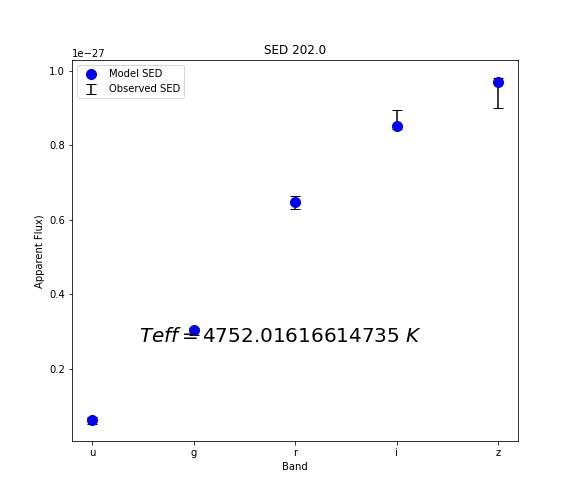 SED 202.0
1e−27
Model SED
Observed SED
1.0
0.8
0.6
0.4
0.2
Apparent Flux)
Teff = 4752.01616614735 K
u g r i z
Band